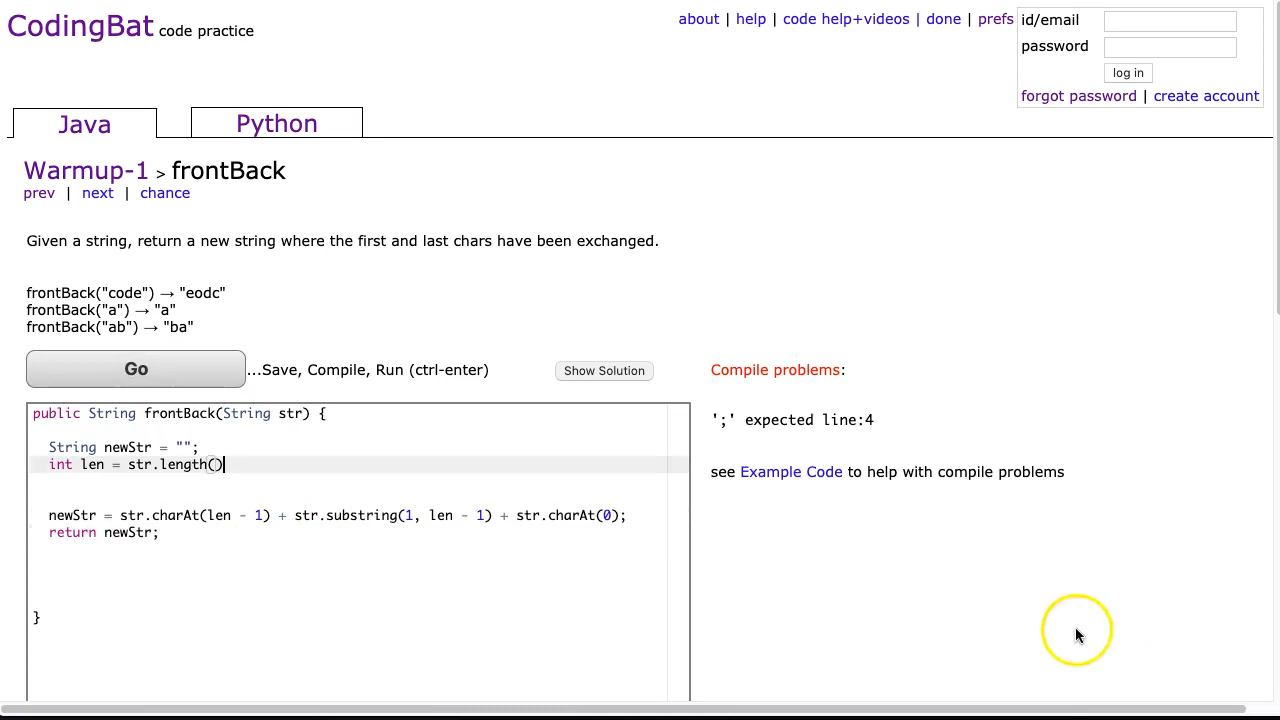 CodingBat code practice
about | help | code help+videos | done | prefs
id/email
password
log in
forgot password | create account
Java
Python
Warmup-1 > frontBack
prev | next | chance
Given a string, return a new string where the first and last chars have been exchanged.
frontBack("code") → "eodc"
frontBack("a") → "a"
frontBack("ab") → "ba"
Go ...Save, Compile, Run (ctrl-enter) Show Solution
public String frontBack(String str) {
String newStr = "";
int len = str.length()
newStr = str.charAt(len - 1) + str.substring(1, len - 1) + str.charAt(0);
return newStr;
}
Compile problems:
';' expected line:4
see Example Code to help with compile problems